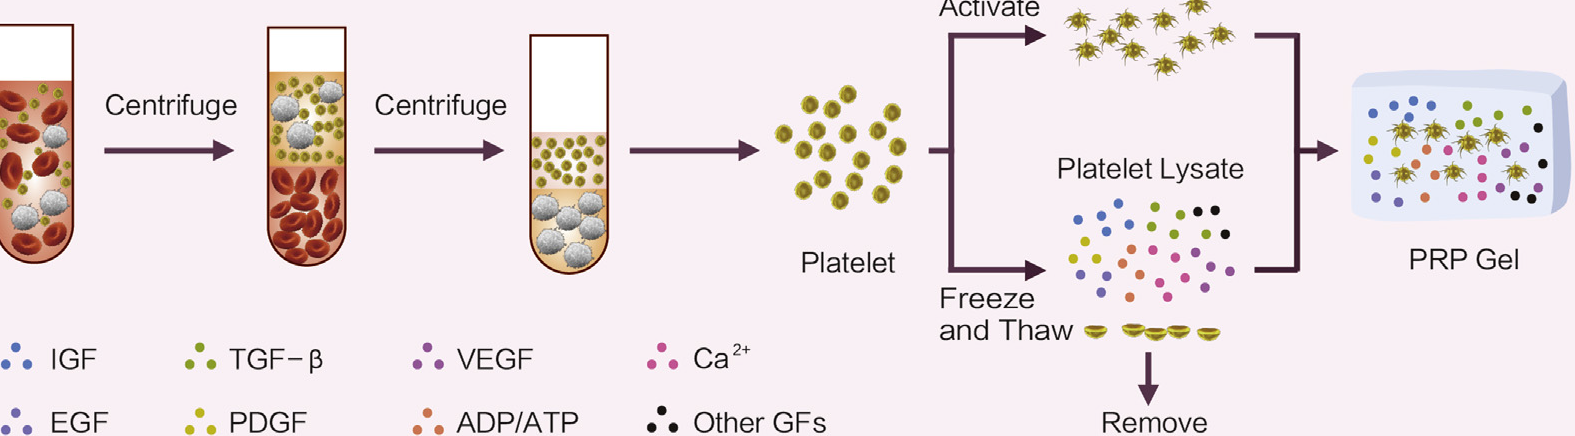 Activate
Centrifuge
Centrifuge
Platelet Lysate
Platelet
PRP Gel
Freeze
and Thaw
IGF
TGF−β
VEGF
Ca²⁺
EGF
PDGF
ADP/ATP
Other GFs
Remove